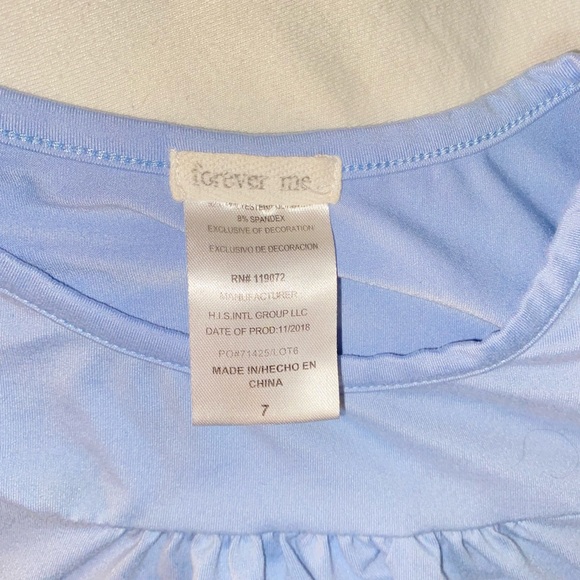 forever me
8% SPANDEX
EXCLUSIVE OF DECORATION
EXCLUSIVO DE DECORACION
RN# 119072
MANUFACTURER
H.I.S.INTL GROUP LLC
DATE OF PROD:11/2018
PO#71425/LOT6
MADE IN/HECHO EN
CHINA
7